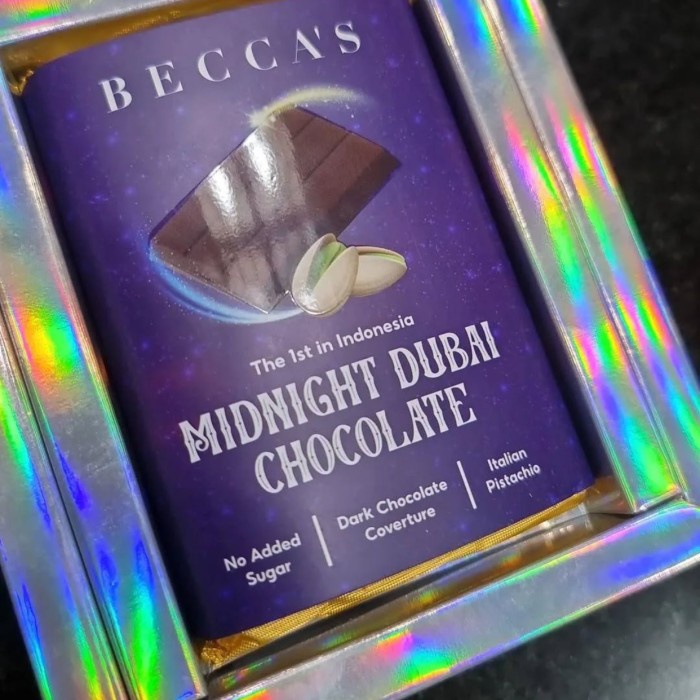 BECCA'S
The 1st in Indonesia
MIDNIGHT DUBAI
CHOCOLATE
No Added
Sugar
Dark Chocolate
Coverture
Italian
Pistachio